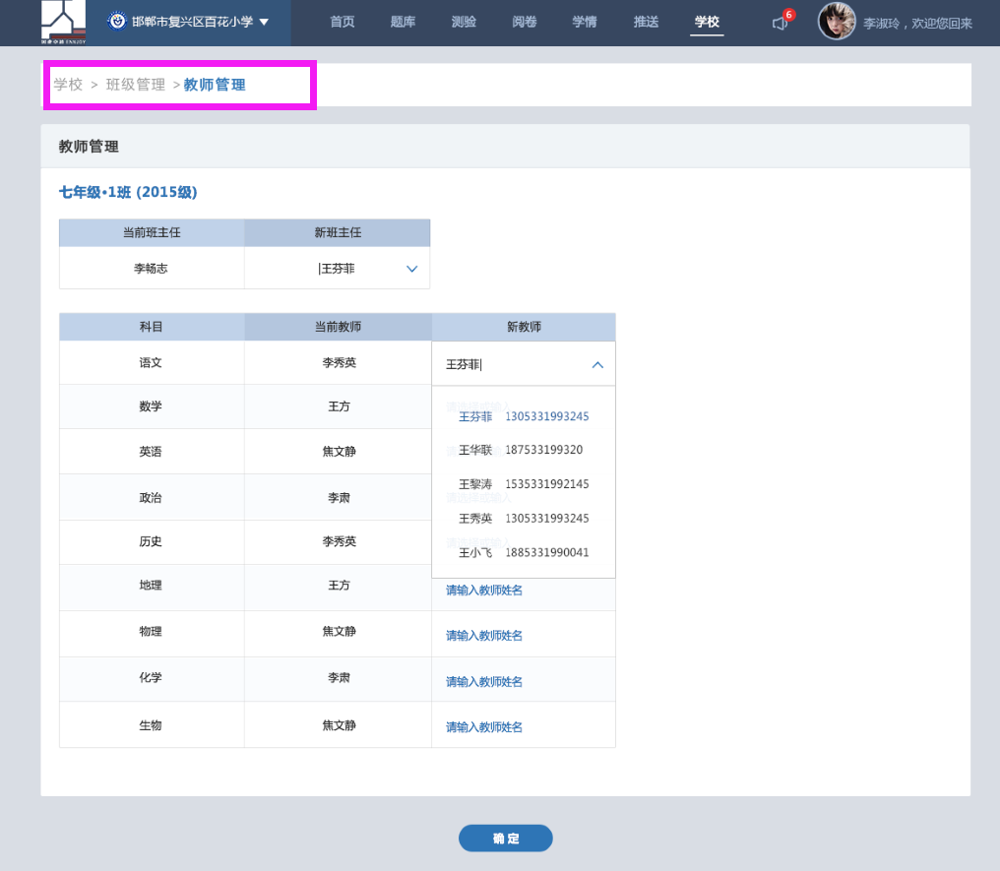 邯郸市复兴区百花小学 首页 题库 测验 阅卷 学情 推送 学校 6 李淑玲，欢迎您回来
学校 > 班级管理 >教师管理
教师管理
七年级•1班 (2015级)
当前班主任 新班主任
李畅志 |王芬菲
科目 当前教师 新教师
语文 李秀英 王芬菲|
数学 王方
王芬菲 1305331993245
英语 焦文静 王华联 187533199320
王黎涛 1535331992145
政治 李肃
王秀英 1305331993245
历史 李秀英
王小飞 1885331990041
地理 王方 请输入教师姓名
物理 焦文静 请输入教师姓名
化学 李肃 请输入教师姓名
生物 焦文静 请输入教师姓名
确 定